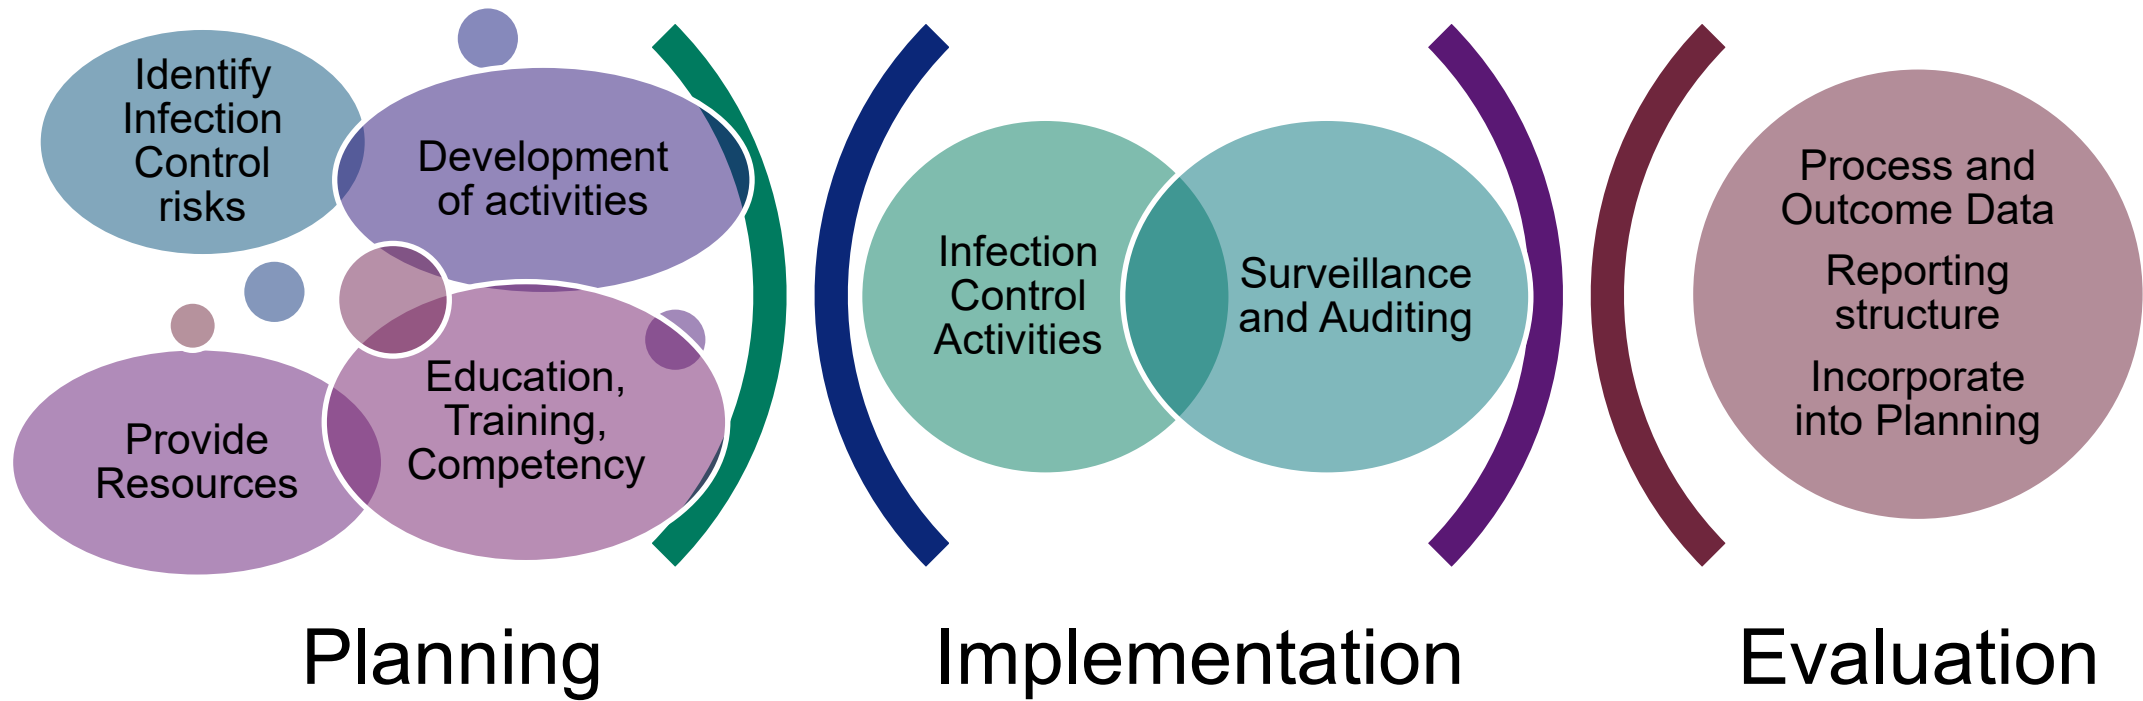 Identify
Infection
Control
risks
Development
of activities
Provide
Resources
Education,
Training,
Competency
Infection
Control
Activities
Surveillance
and Auditing
Process and
Outcome Data
Reporting
structure
Incorporate
into Planning
Planning
Implementation
Evaluation